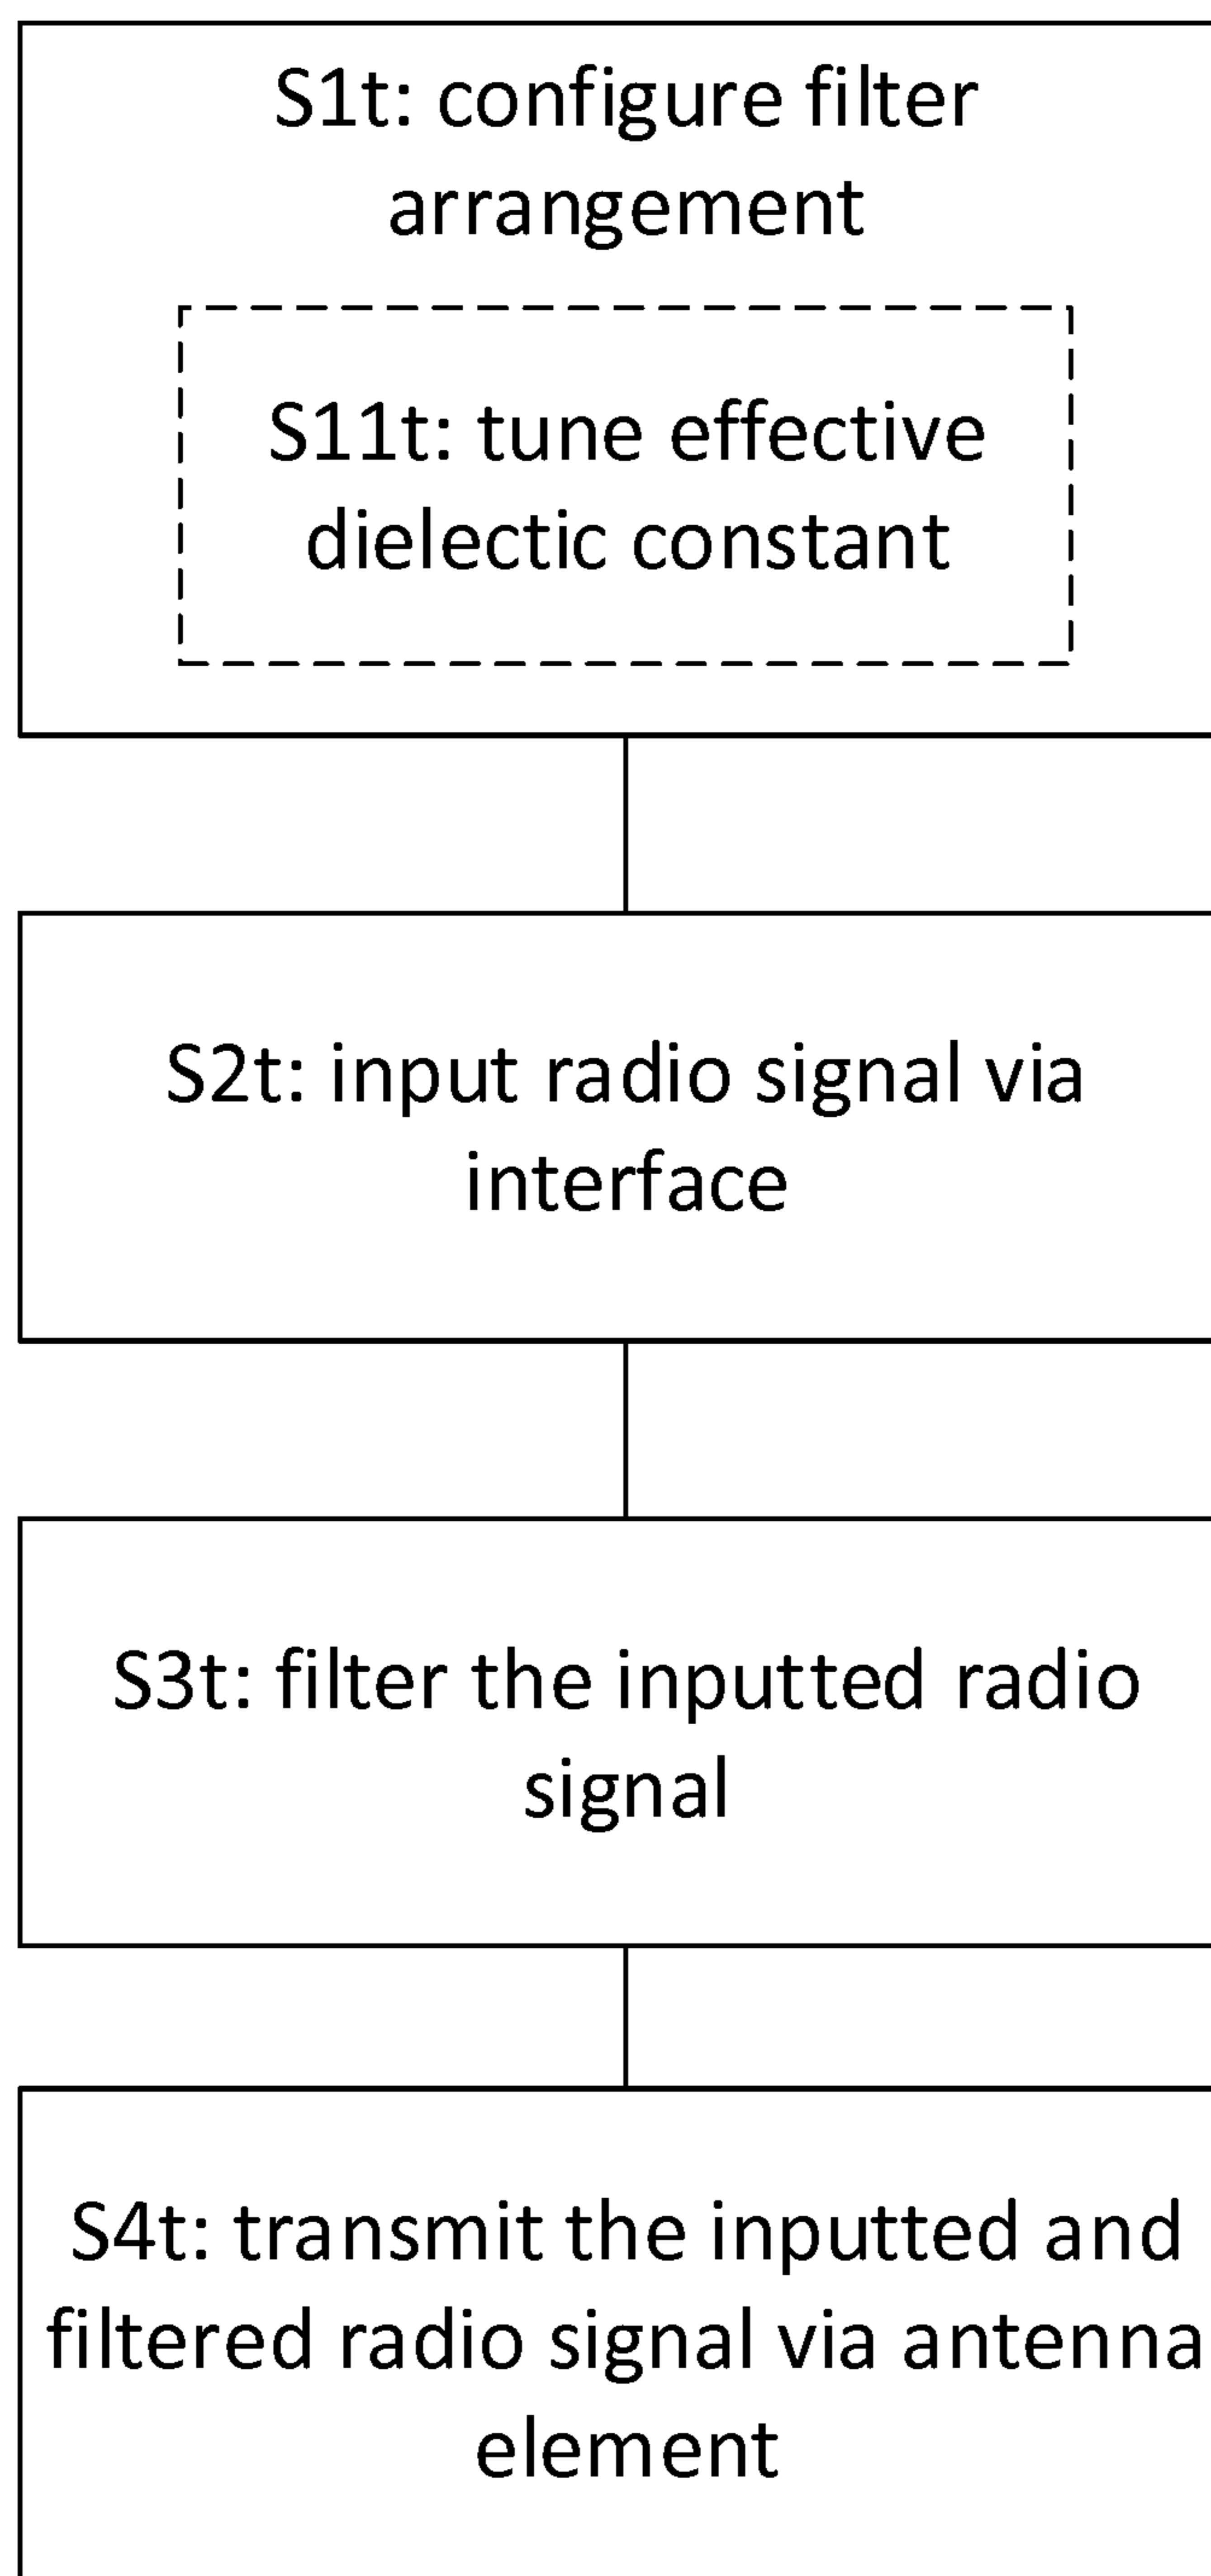 S1t: configure filter
arrangement
S11t: tune effective
dielectic constant
S2t: input radio signal via
interface
S3t: filter the inputted radio
signal
S4t: transmit the inputted and
filtered radio signal via antenna
element